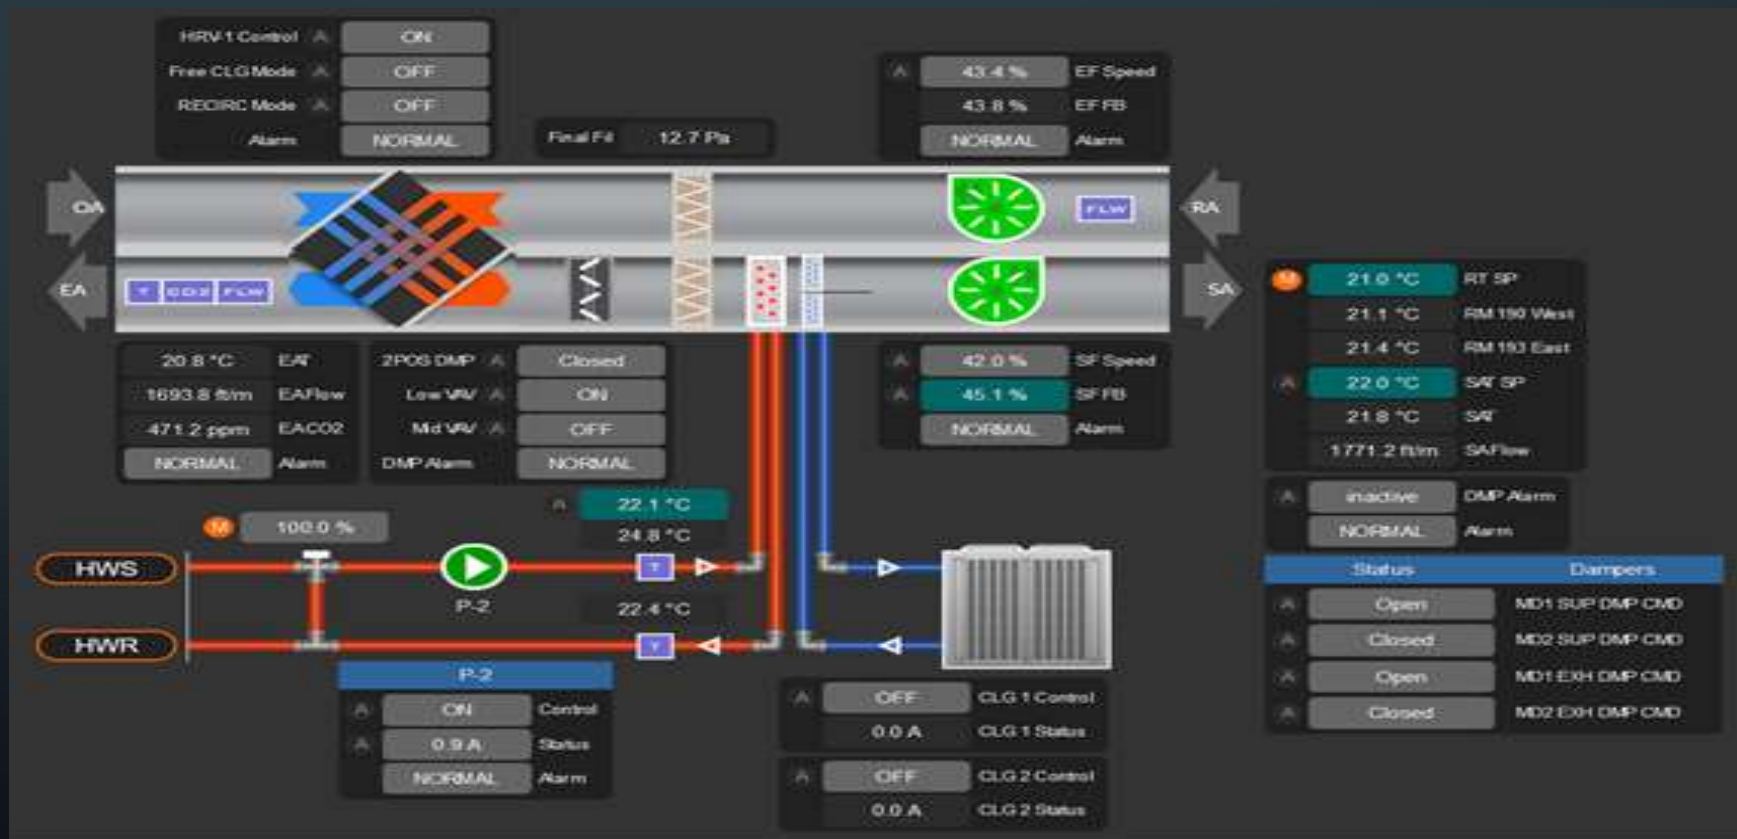 HRV-1 Control A ON
Free CLG Mode A OFF
RECIRC Mode A OFF
Alarm NORMAL
Final Fil 12.7 Pa
A 43.4 % EF Speed
43.8 % EF FB
NORMAL Alarm
OA
FLW
RA
EA
T CO2 FLW
SA
20.8 °C EAT
1693.8 ft/m EAFlow
471.2 ppm EACO2
NORMAL Alarm
2POS DMP A Closed
Low VAV A ON
Mid VAV A OFF
DMP Alarm NORMAL
A 42.0 % SF Speed
A 45.1 % SF FB
NORMAL Alarm
M 21.0 °C RT SP
21.1 °C RM 190 West
21.4 °C RM 193 East
A 22.0 °C SAT SP
21.8 °C SAT
1771.2 ft/m SAFlow
A inactive DMP Alarm
NORMAL Alarm
M 100.0 %
A 22.1 °C
24.8 °C
HWS
T
P-2
22.4 °C
HWR
T
P-2
A ON Control
A 0.9 A Status
NORMAL Alarm
A OFF CLG 1 Control
0.0 A CLG 1 Status
A OFF CLG 2 Control
0.0 A CLG 2 Status
Status Dampers
A Open MD1 SUP DMP CMD
A Closed MD2 SUP DMP CMD
A Open MD1 EXH DMP CMD
A Closed MD2 EXH DMP CMD